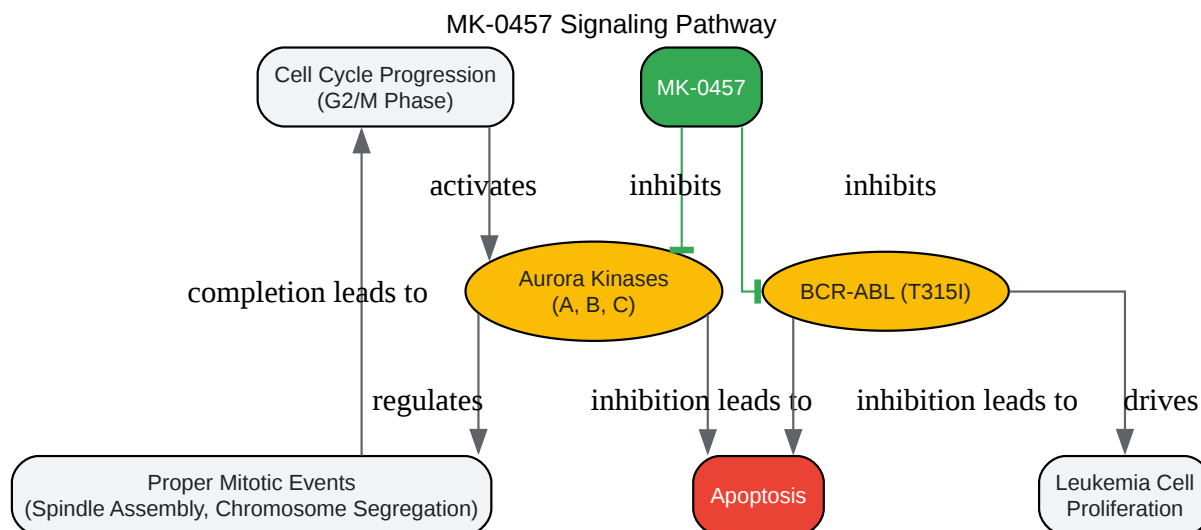 MK-0457 Signaling Pathway
Cell Cycle Progression
(G2/M Phase)
MK-0457
activates
inhibits
inhibits
Aurora Kinases
(A, B, C)
BCR-ABL (T315I)
completion leads to
regulates
inhibition leads to
inhibition leads to
drives
Proper Mitotic Events
(Spindle Assembly, Chromosome Segregation)
Apoptosis
Leukemia Cell
Proliferation